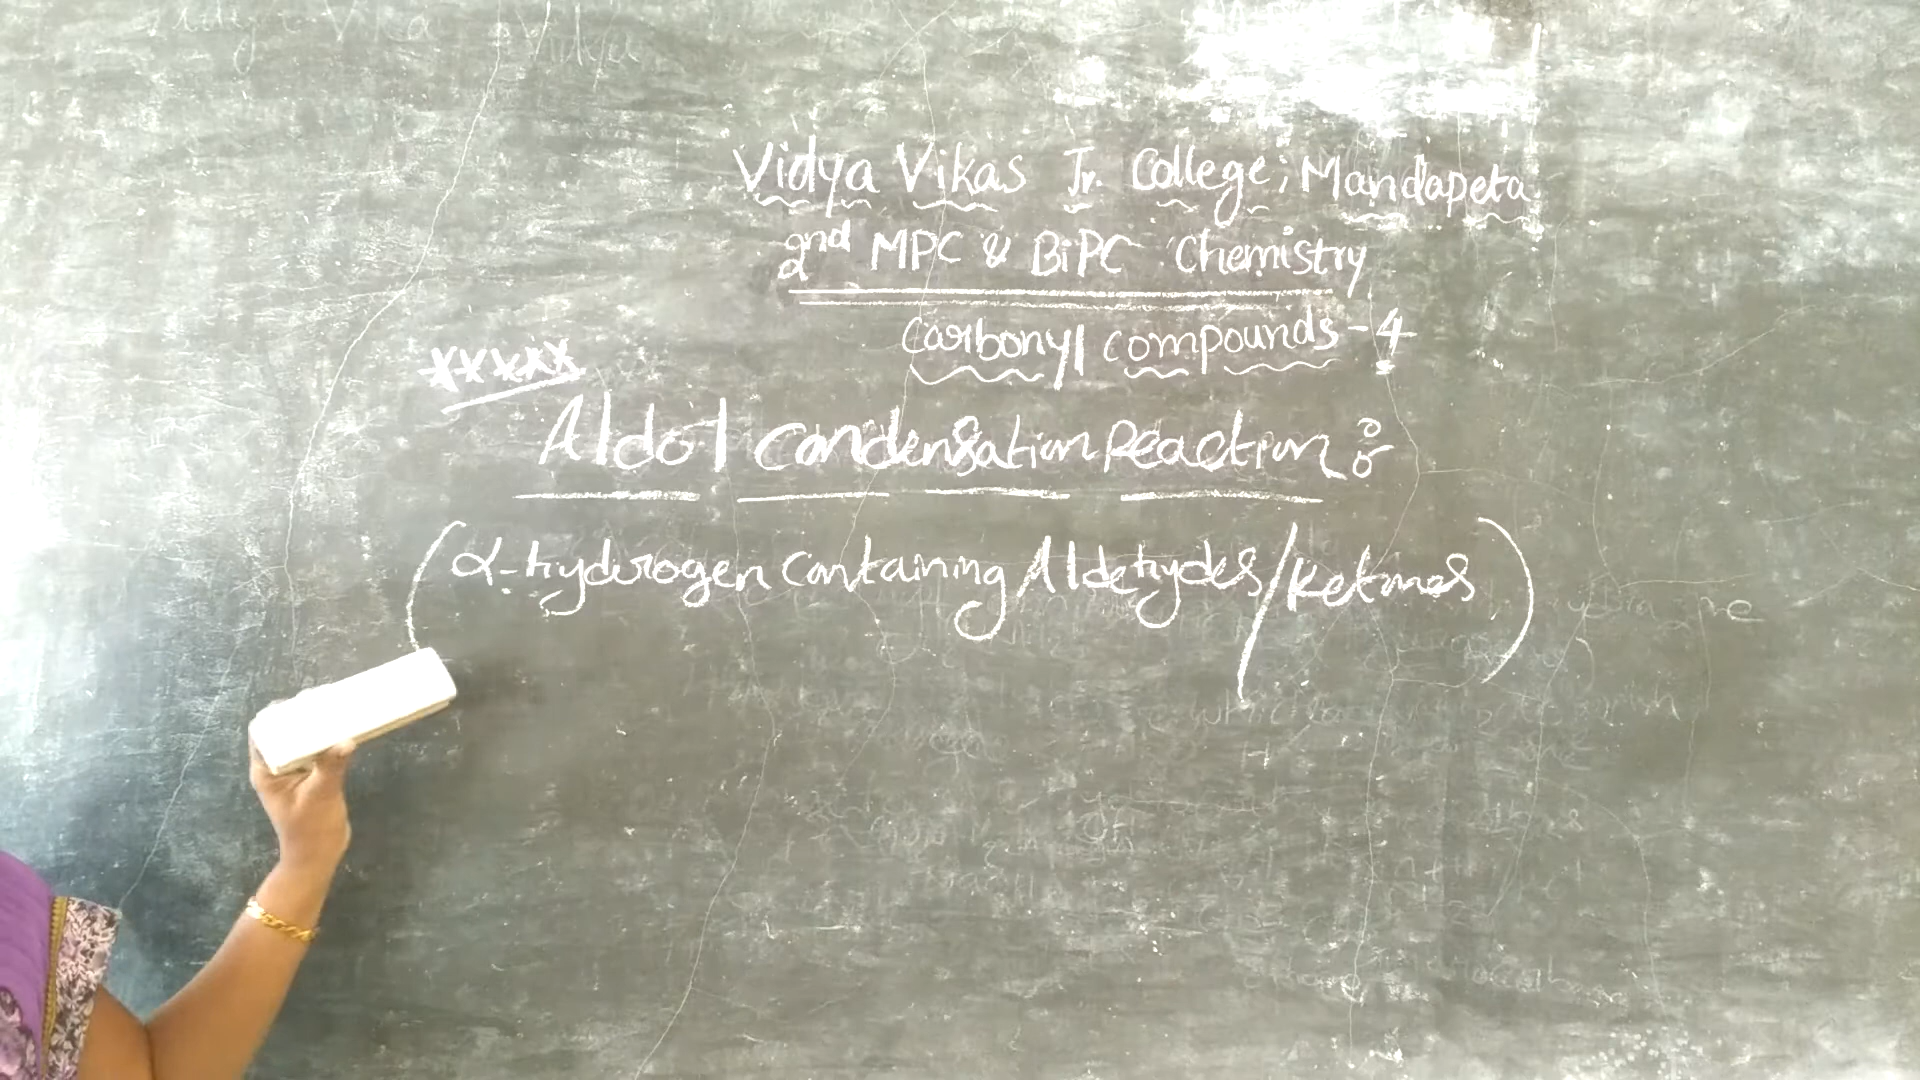 Vidya Vikas Jr. College; Mandapeta
2nd MPC & BiPC Chemistry
Carbonyl compounds - 4
xxxxx
Aldol condensation Reaction :-
(α-hydrogen containing Aldehydes/Ketones)